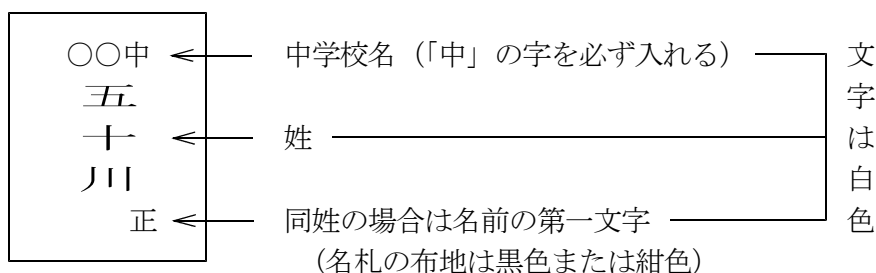 ○○中
五
十
川
正
中学校名（「中」の字を必ず入れる）
姓
同姓の場合は名前の第一文字
（名札の布地は黒色または紺色）
文字は白色